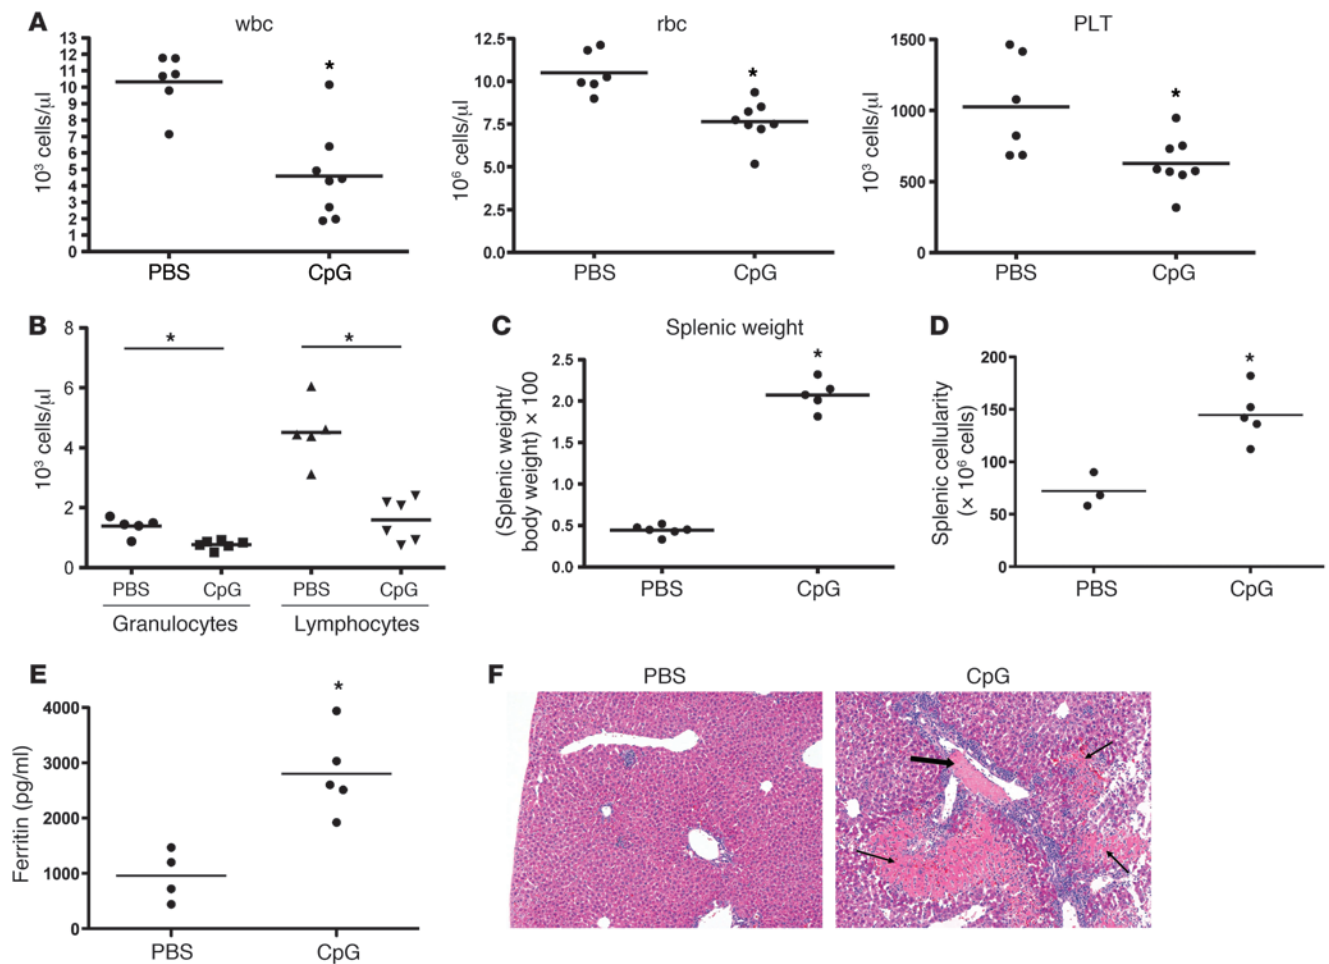 A
wbc
13
12
11
10
9
8
7
6
5
4
3
2
1
0
10³ cells/µl
PBS
CpG
*
rbc
12.5
10.0
7.5
5.0
2.5
0.0
10⁶ cells/µl
PBS
CpG
*
PLT
1500
1000
500
0
10³ cells/µl
PBS
CpG
*
B
8
6
4
2
0
10³ cells/µl
*
*
PBS
CpG
PBS
CpG
Granulocytes
Lymphocytes
C
Splenic weight
2.5
2.0
1.5
1.0
0.5
0.0
(Splenic weight/
body weight) × 100
*
PBS
CpG
D
200
150
100
50
0
Splenic cellularity
(× 10⁶ cells)
*
PBS
CpG
E
4000
3000
2000
1000
0
Ferritin (pg/ml)
*
PBS
CpG
F
PBS
CpG